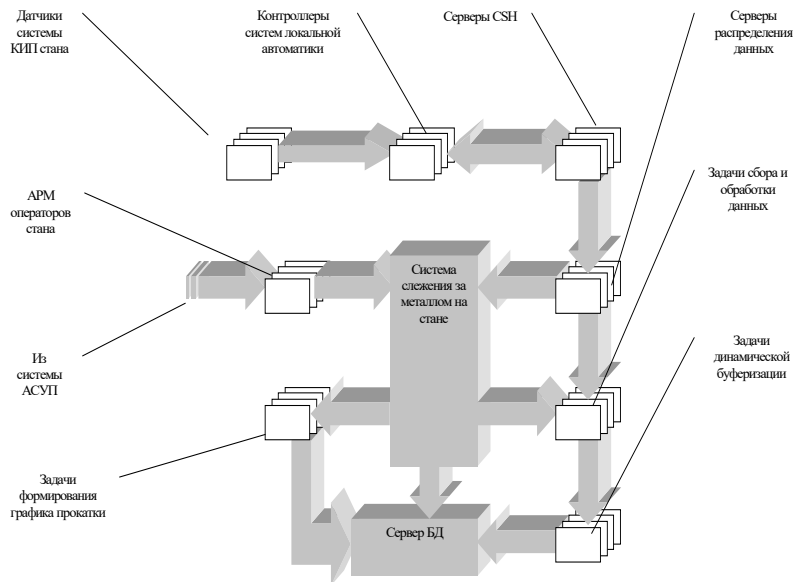 Датчики
системы
КИП стана
Контроллеры
систем локальной
автоматики
Серверы CSH
Серверы
распределения
данных
АРМ
операторов
стана
Задачи сбора и
обработки
данных
Система
слежения за
металлом на
стане
Из
системы
АСУП
Задачи
динамической
буферизации
Задачи
формирования
графика прокатки
Сервер БД